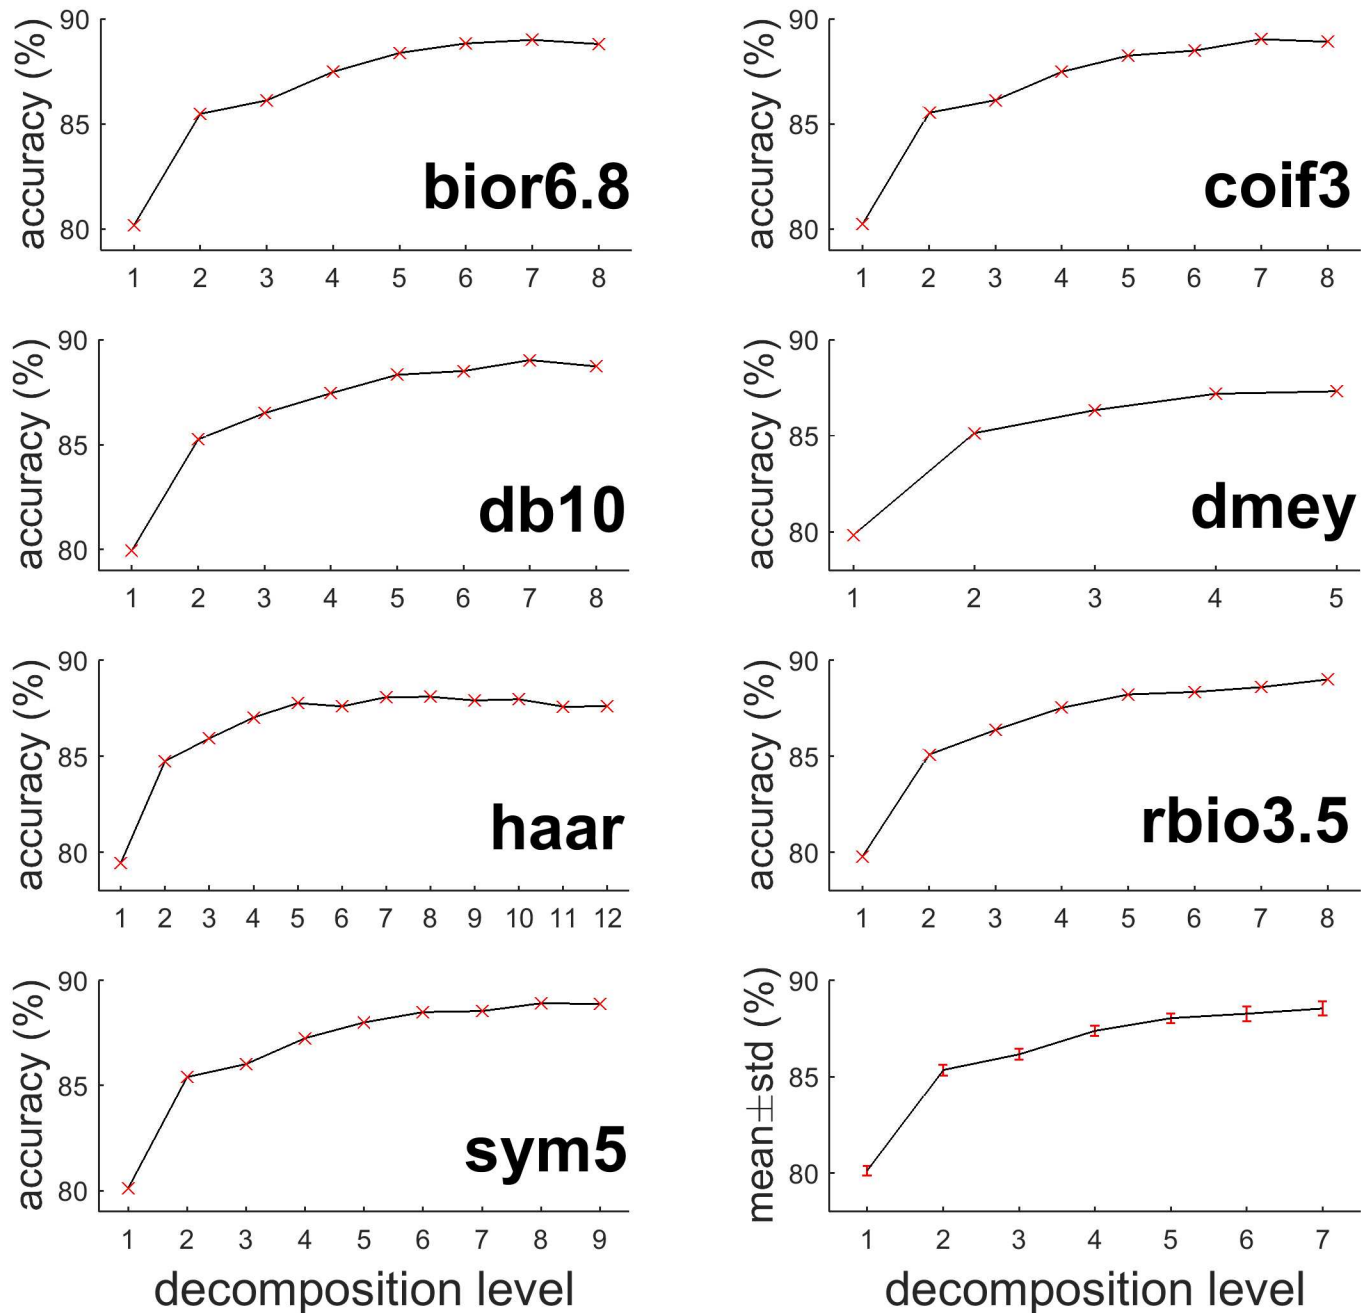 accuracy (%)
90
85
80
bior6.8
1 2 3 4 5 6 7 8
accuracy (%)
90
85
80
coif3
1 2 3 4 5 6 7 8
accuracy (%)
90
85
80
db10
1 2 3 4 5 6 7 8
accuracy (%)
90
85
80
dmey
1 2 3 4 5
accuracy (%)
90
85
80
haar
1 2 3 4 5 6 7 8 9 10 11 12
accuracy (%)
90
85
80
rbio3.5
1 2 3 4 5 6 7 8
accuracy (%)
90
85
80
sym5
1 2 3 4 5 6 7 8 9
decomposition level
mean±std (%)
90
85
80
1 2 3 4 5 6 7
decomposition level